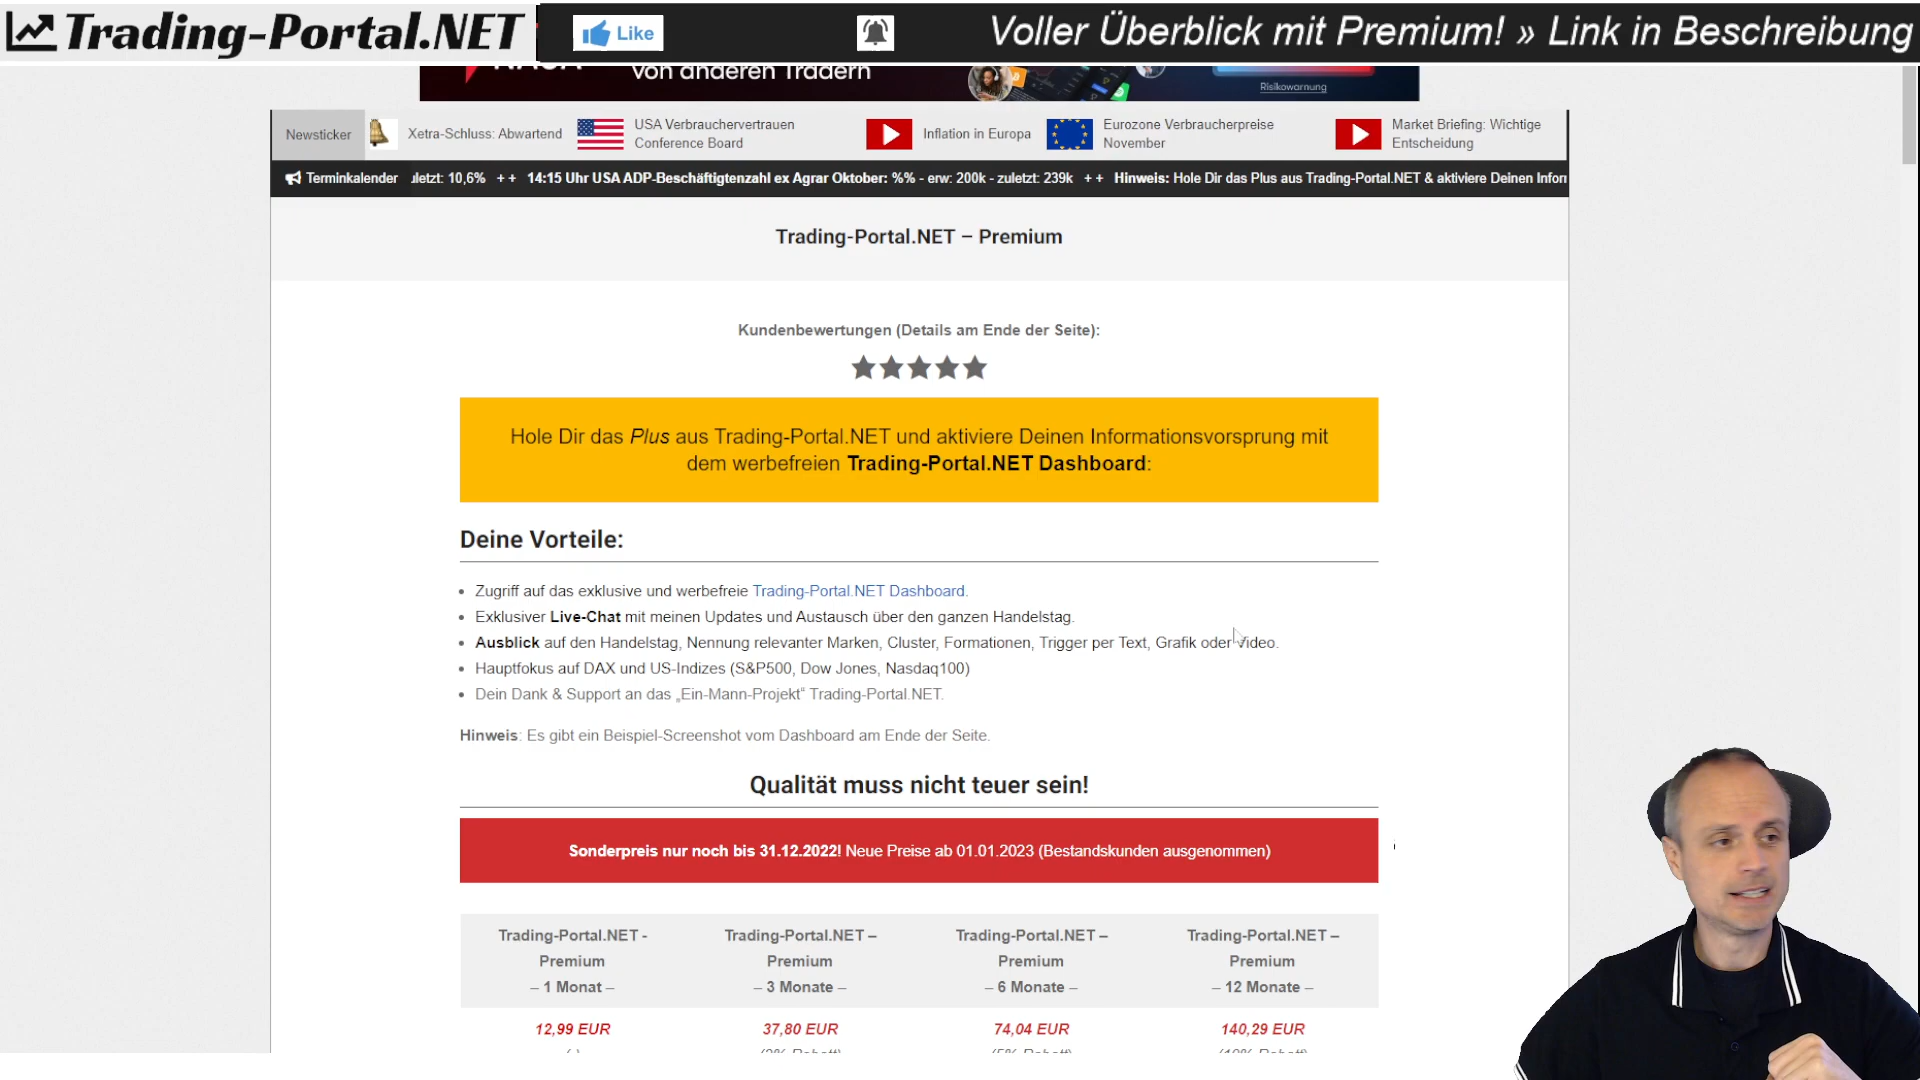 Trading-Portal.NET
Like
Voller Überblick mit Premium! » Link in Beschreibung
von anderen Tradern
Risikowarnung
Newsticker
Xetra-Schluss: Abwartend
USA Verbrauchervertrauen
Conference Board
Inflation in Europa
Eurozone Verbraucherpreise
November
Market Briefing: Wichtige
Entscheidung
Terminkalender
uletzt: 10,6% + + 14:15 Uhr USA ADP-Beschäftigtenzahl ex Agrar Oktober: %% - erw: 200k - zuletzt: 239k + + Hinweis: Hole Dir das Plus aus Trading-Portal.NET & aktiviere Deinen Infor
Trading-Portal.NET – Premium
Kundenbewertungen (Details am Ende der Seite):
Hole Dir das Plus aus Trading-Portal.NET und aktiviere Deinen Informationsvorsprung mit
dem werbefreien Trading-Portal.NET Dashboard:
Deine Vorteile:
• Zugriff auf das exklusive und werbefreie Trading-Portal.NET Dashboard.
• Exklusiver Live-Chat mit meinen Updates und Austausch über den ganzen Handelstag.
• Ausblick auf den Handelstag, Nennung relevanter Marken, Cluster, Formationen, Trigger per Text, Grafik oder Video.
• Hauptfokus auf DAX und US-Indizes (S&P500, Dow Jones, Nasdaq100)
• Dein Dank & Support an das „Ein-Mann-Projekt“ Trading-Portal.NET.
Hinweis: Es gibt ein Beispiel-Screenshot vom Dashboard am Ende der Seite.
Qualität muss nicht teuer sein!
Sonderpreis nur noch bis 31.12.2022! Neue Preise ab 01.01.2023 (Bestandskunden ausgenommen)
Trading-Portal.NET -
Premium
– 1 Monat –
12,99 EUR
Trading-Portal.NET –
Premium
– 3 Monate –
37,80 EUR
Trading-Portal.NET –
Premium
– 6 Monate –
74,04 EUR
Trading-Portal.NET –
Premium
– 12 Monate –
140,29 EUR